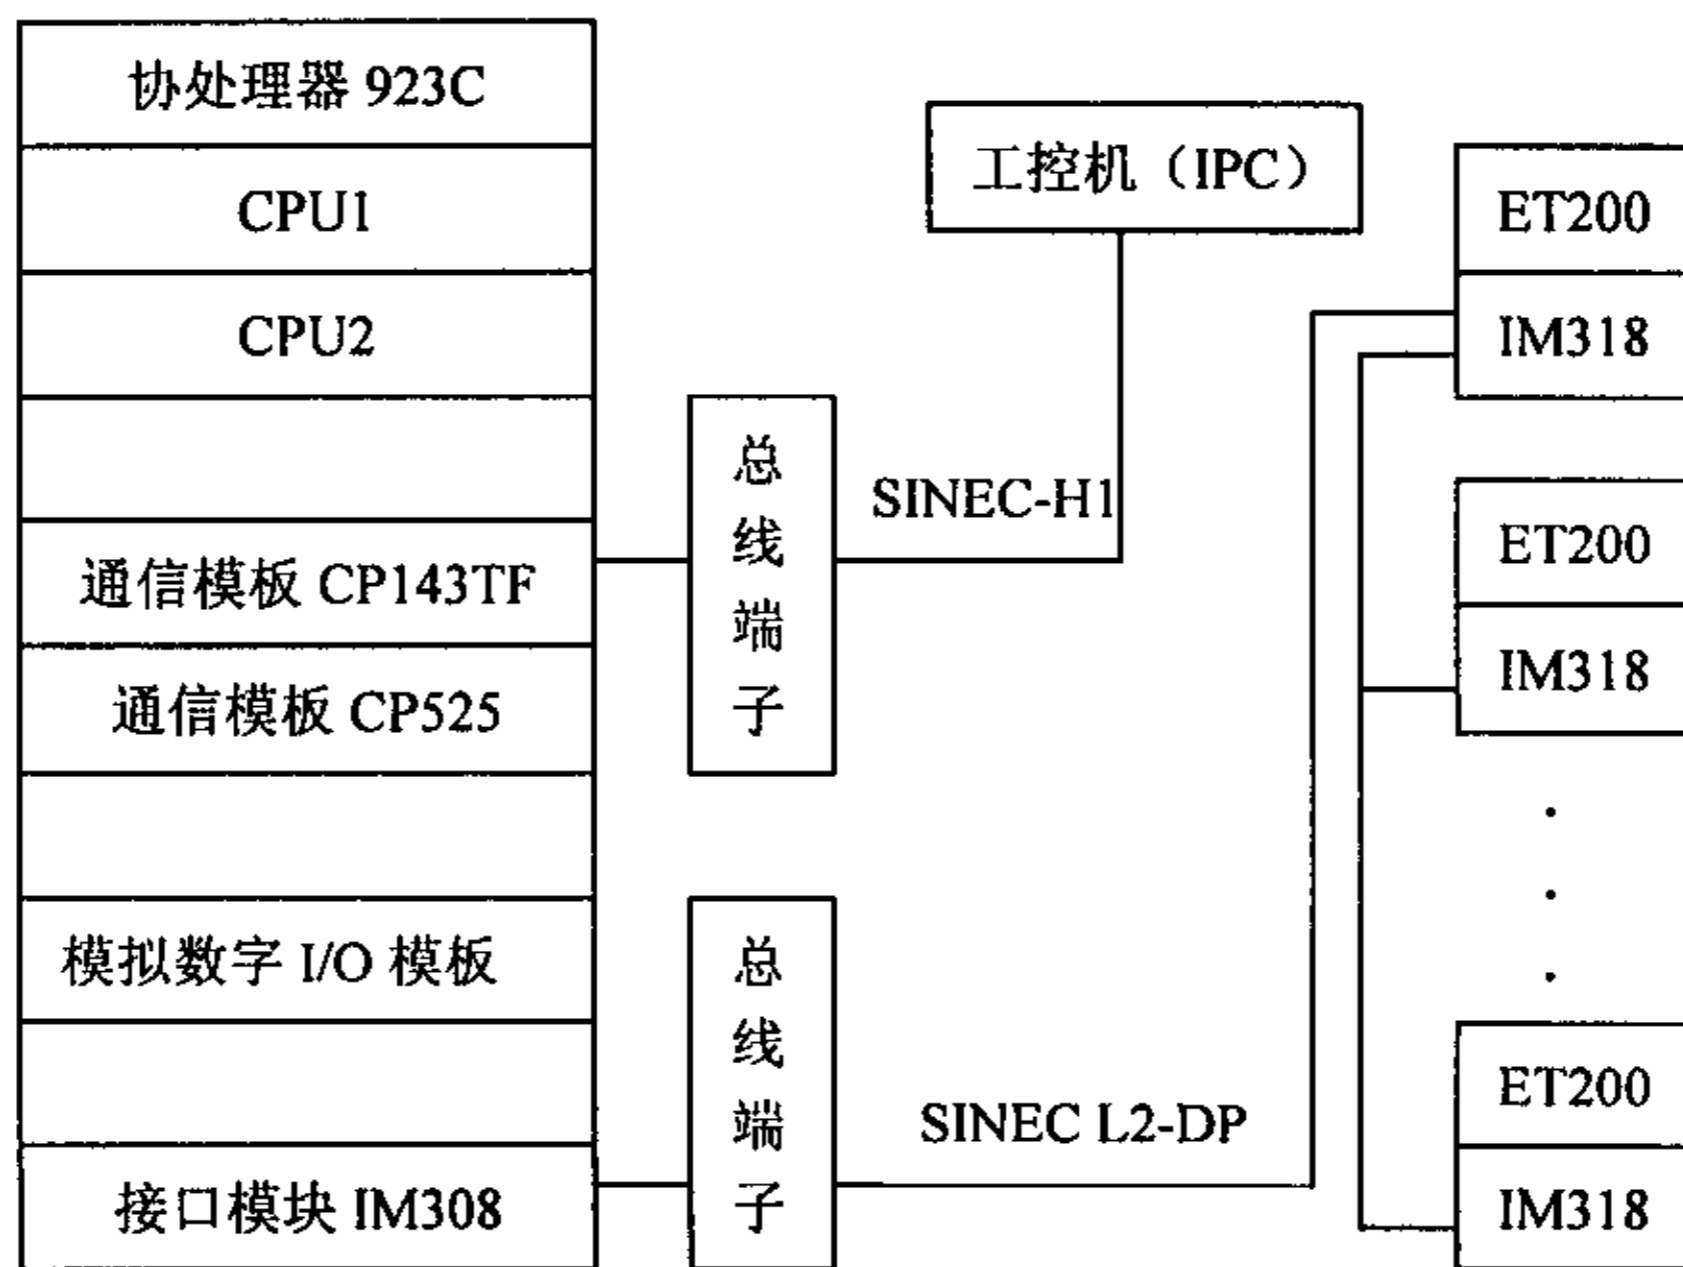 协处理器 923C
CPU1
CPU2
通信模板 CP143TF
通信模板 CP525
模拟数字 I/O 模板
接口模块 IM308
总线端子
总线端子
SINEC-H1
SINEC L2-DP
工控机（IPC）
ET200
IM318
ET200
IM318
ET200
IM318